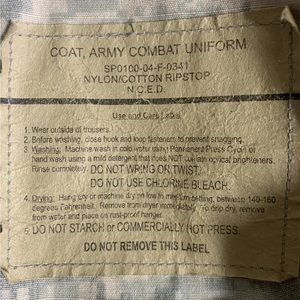 COAT, ARMY COMBAT UNIFORM
SP0100-04-F-0341
NYLON/COTTON RIPSTOP
N.C.E.D.
Use and Care Label
1. Wear outside of trousers.
2. Before washing, close hook and loop fasteners to prevent snagging.
3. Washing: Machine wash in cold water using Permanent Press Cycle or
hand wash using a mild detergent that does NOT contain optical brighteners.
Rinse completely. DO NOT WRING OR TWIST.
DO NOT USE CHLORINE BLEACH.
4. Drying: Hang dry or machine dry on low to medium setting, between 140-160
degrees Fahrenheit. Remove from dryer immediately. To drip dry, remove
from water and place on rust-proof hanger.
5. DO NOT STARCH or COMMERCIALLY HOT PRESS.
DO NOT REMOVE THIS LABEL